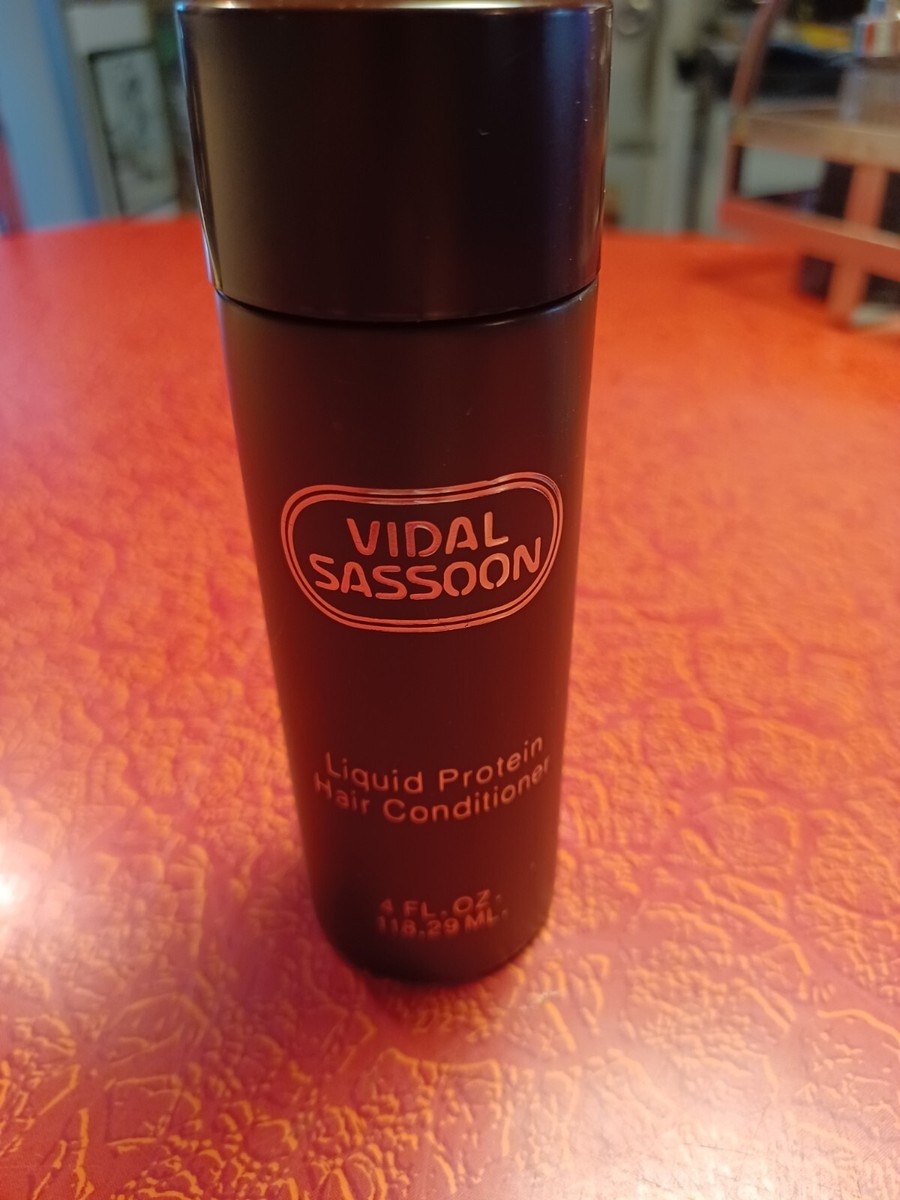 VIDAL
SASSOON
Liquid Protein
Hair Conditioner
4 FL. OZ.
118.29 ML.